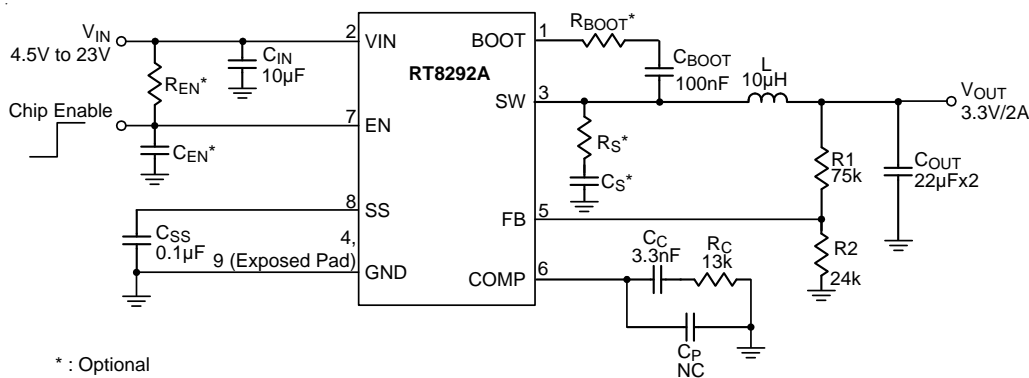 V_IN
4.5V to 23V
R_EN*
C_IN
10µF
Chip Enable
C_EN*
C_SS
0.1µF
2
VIN
7
EN
8
SS
4,
9 (Exposed Pad)
GND
RT8292A
BOOT
1
SW
3
FB
5
COMP
6
R_BOOT*
C_BOOT
100nF
L
10µH
R_S*
C_S*
V_OUT
3.3V/2A
R1
75k
C_OUT
22µFx2
R2
24k
C_C
3.3nF
R_C
13k
C_P
NC
* : Optional